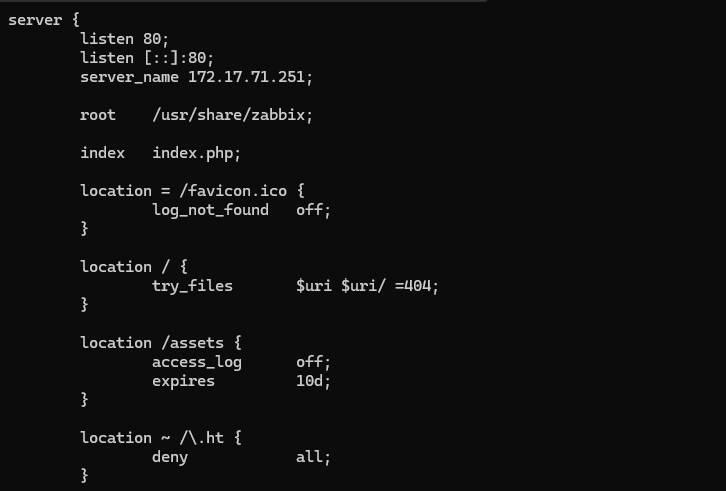 server {
listen 80;
listen [::]:80;
server_name 172.17.71.251;
root /usr/share/zabbix;
index index.php;
location = /favicon.ico {
log_not_found off;
}
location / {
try_files $uri $uri/ =404;
}
location /assets {
access_log off;
expires 10d;
}
location ~ /\.ht {
deny all;
}